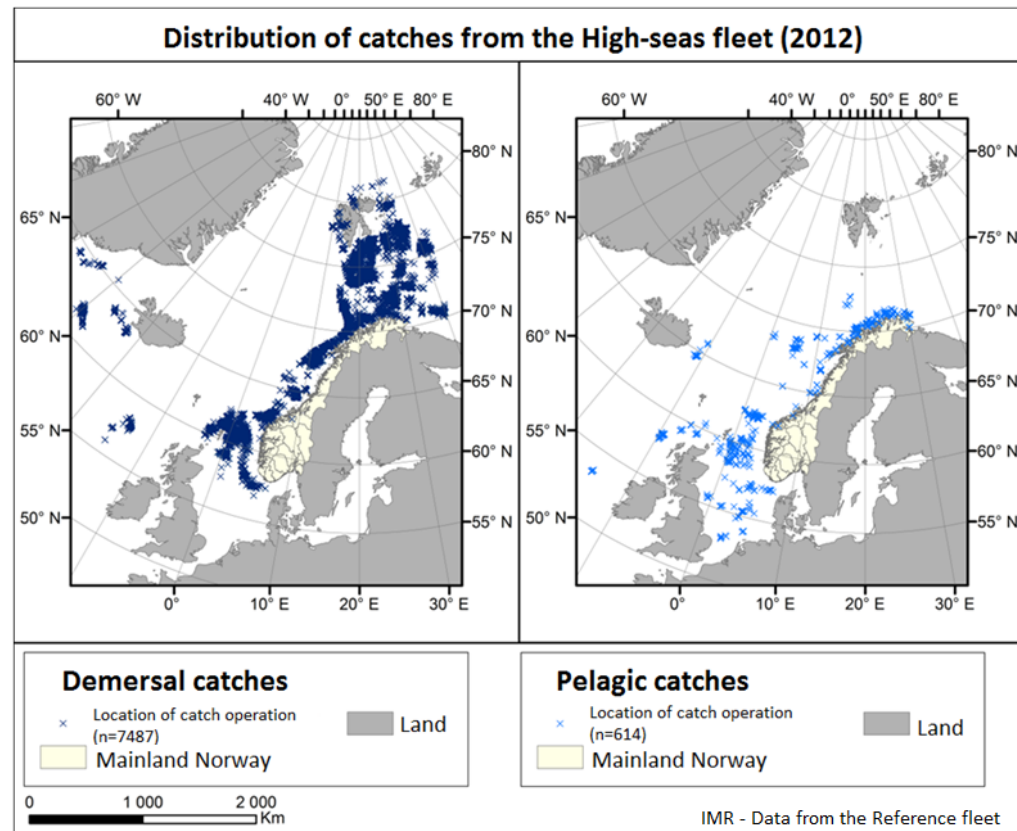 Distribution of catches from the High-seas fleet (2012)
60° W 40° W 0° 50° E 80° E
80° N
65° N
75° N
70° N
60° N
65° N
55° N
60° N
50° N
55° N
0° 10° E 20° E 30° E
60° W 40° W 0° 50° E 80° E
80° N
65° N
75° N
70° N
60° N
65° N
55° N
60° N
50° N
55° N
0° 10° E 20° E 30° E
Demersal catches
Location of catch operation
(n=7487)
Land
Mainland Norway
Pelagic catches
Location of catch operation
(n=614)
Land
Mainland Norway
0 1 000 2 000
Km
IMR - Data from the Reference fleet